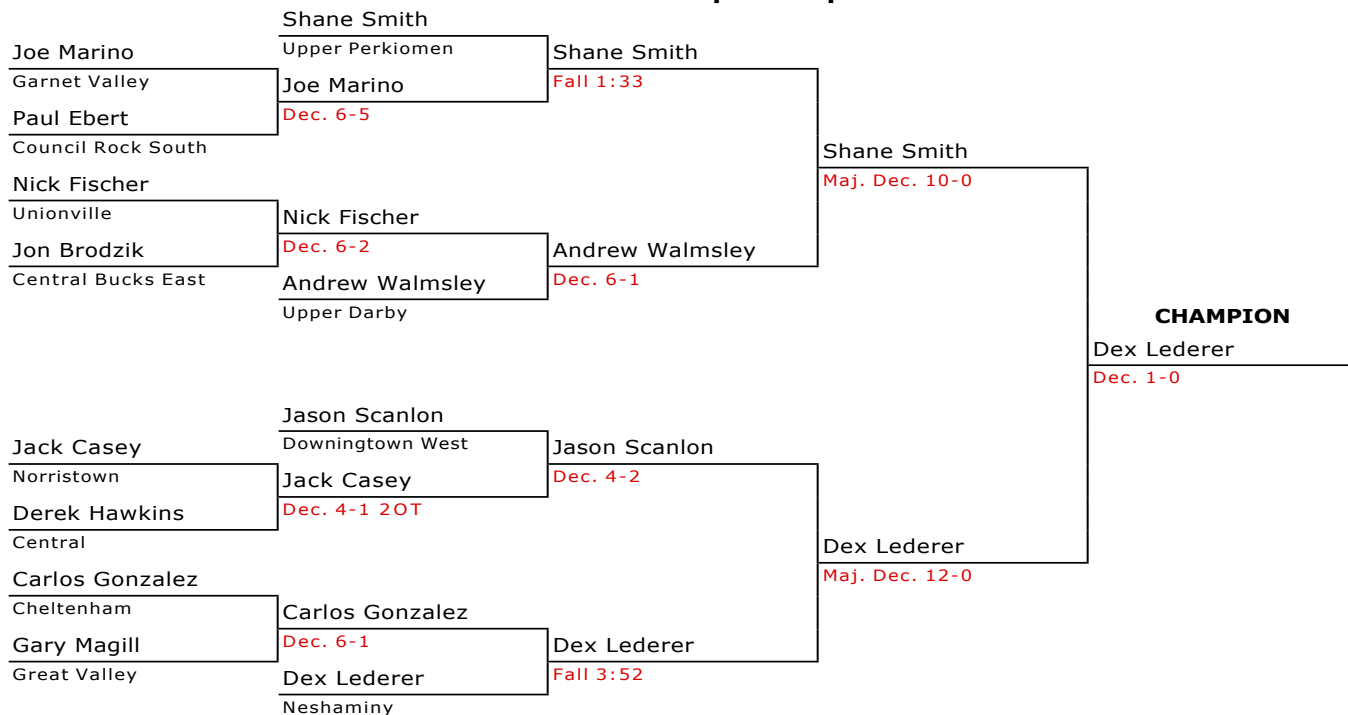 Shane Smith
Joe Marino
Upper Perkiomen
Shane Smith
Garnet Valley
Joe Marino
Fall 1:33
Paul Ebert
Dec. 6-5
Council Rock South
Shane Smith
Nick Fischer
Maj. Dec. 10-0
Unionville
Nick Fischer
Jon Brodzik
Dec. 6-2
Andrew Walmsley
Central Bucks East
Andrew Walmsley
Dec. 6-1
Upper Darby
CHAMPION
Dex Lederer
Dec. 1-0
Jason Scanlon
Jack Casey
Downingtown West
Jason Scanlon
Norristown
Jack Casey
Dec. 4-2
Derek Hawkins
Dec. 4-1 2OT
Central
Dex Lederer
Carlos Gonzalez
Maj. Dec. 12-0
Cheltenham
Carlos Gonzalez
Gary Magill
Dec. 6-1
Dex Lederer
Great Valley
Dex Lederer
Fall 3:52
Neshaminy